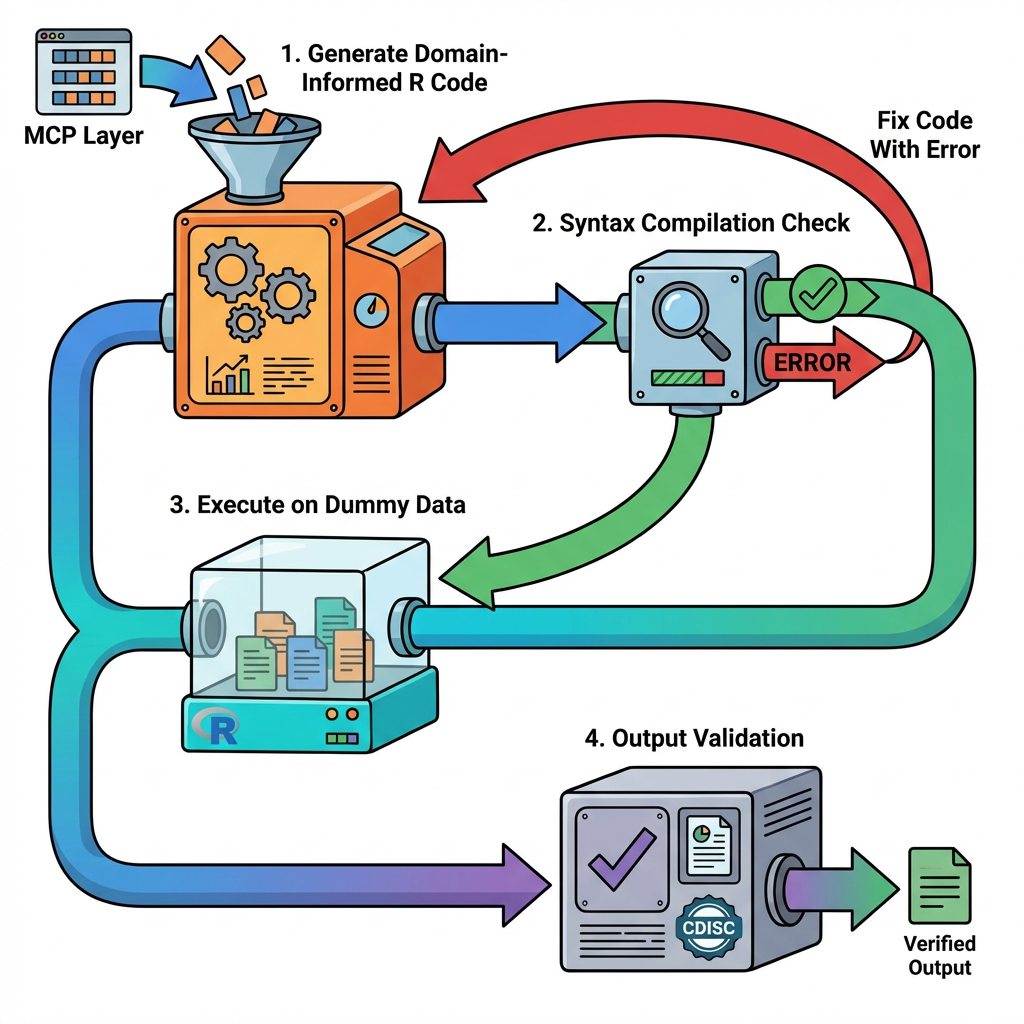 1. Generate Domain-
Informed R Code
MCP Layer
Fix Code
With Error
2. Syntax Compilation Check
ERROR
3. Execute on Dummy Data
R
4. Output Validation
CDISC
Verified
Output